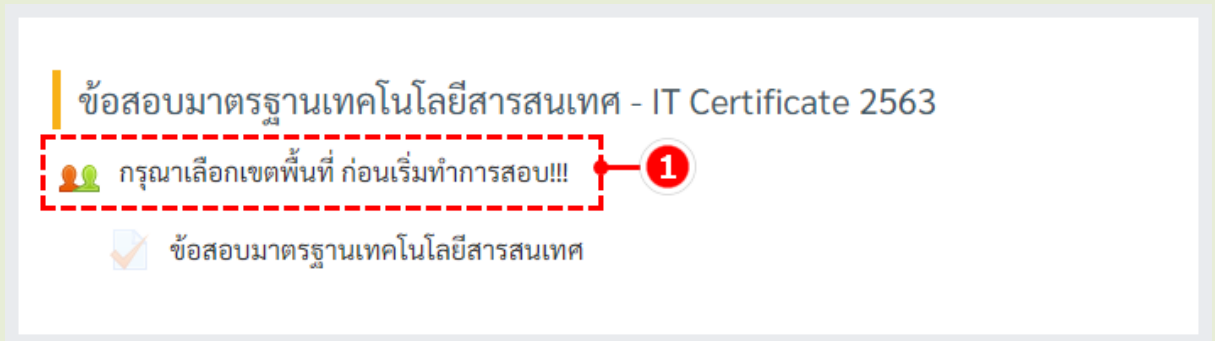 ข้อสอบมาตรฐานเทคโนโลยีสารสนเทศ - IT Certificate 2563
กรุณาเลือกเขตพื้นที่ ก่อนเริ่มทำการสอบ!!! 1
ข้อสอบมาตรฐานเทคโนโลยีสารสนเทศ